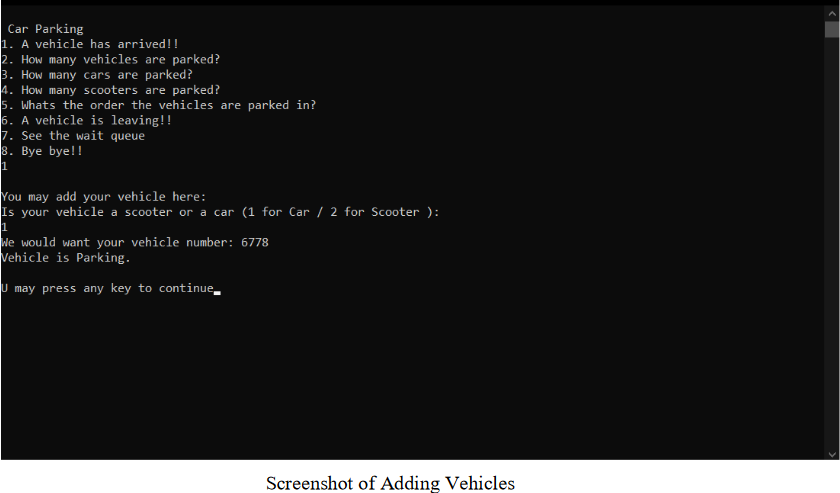 Car Parking
1. A vehicle has arrived!!
2. How many vehicles are parked?
3. How many cars are parked?
4. How many scooters are parked?
5. Whats the order the vehicles are parked in?
6. A vehicle is leaving!!
7. See the wait queue
8. Bye bye!!
1
You may add your vehicle here:
Is your vehicle a scooter or a car (1 for Car / 2 for Scooter ):
1
We would want your vehicle number: 6778
Vehicle is Parking.
U may press any key to continue
Screenshot of Adding Vehicles